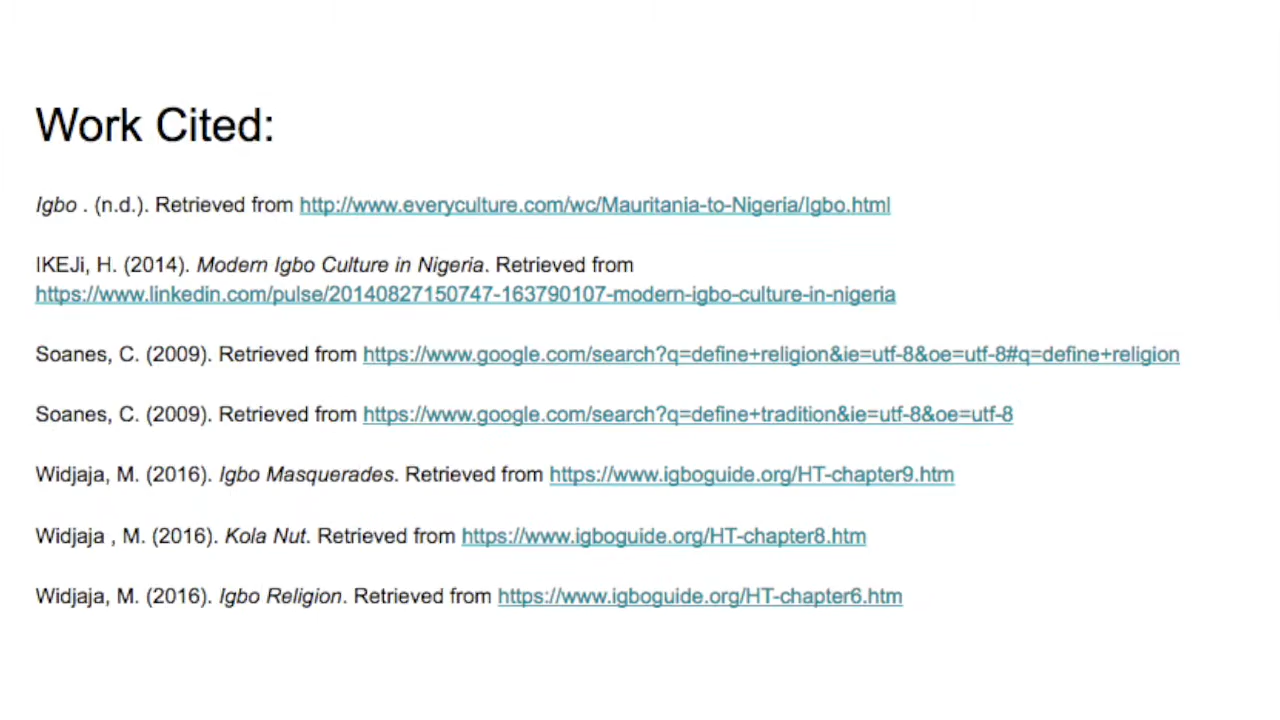 Work Cited:
Igbo . (n.d.). Retrieved from http://www.everyculture.com/wc/Mauritania-to-Nigeria/Igbo.html
IKEJi, H. (2014). Modern Igbo Culture in Nigeria. Retrieved from
https://www.linkedin.com/pulse/20140827150747-163790107-modern-igbo-culture-in-nigeria
Soanes, C. (2009). Retrieved from https://www.google.com/search?q=define+religion&ie=utf-8&oe=utf-8#q=define+religion
Soanes, C. (2009). Retrieved from https://www.google.com/search?q=define+tradition&ie=utf-8&oe=utf-8
Widjaja, M. (2016). Igbo Masquerades. Retrieved from https://www.igboguide.org/HT-chapter9.htm
Widjaja , M. (2016). Kola Nut. Retrieved from https://www.igboguide.org/HT-chapter8.htm
Widjaja, M. (2016). Igbo Religion. Retrieved from https://www.igboguide.org/HT-chapter6.htm